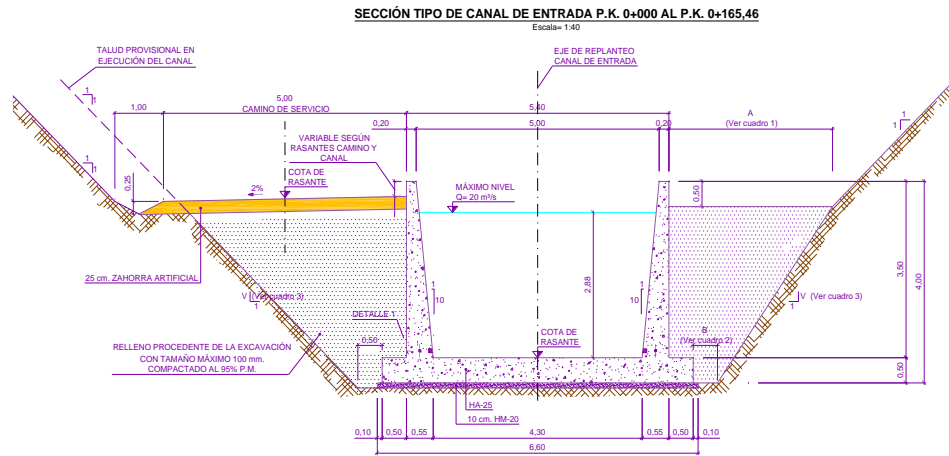 SECCIÓN TIPO DE CANAL DE ENTRADA P.K. 0+000 AL P.K. 0+165,46
Escala= 1:40
TALUD PROVISIONAL EN
EJECUCIÓN DEL CANAL
EJE DE REPLANTEO
CANAL DE ENTRADA
1
1
1,00
5,00
CAMINO DE SERVICIO
5,40
0,20
5,00
0,20
A
(Ver cuadro 1)
1
1
VARIABLE SEGÚN
RASANTES CAMINO Y
CANAL
1
1
COTA DE
RASANTE
0,25
2%
MÁXIMO NIVEL
Q= 20 m³/s
0,50
25 cm. ZAHORRA ARTIFICIAL
2,88
3,50
4,00
V (Ver cuadro 3)
1
1
10
1
10
V (Ver cuadro 3)
1
DETALLE 1
COTA DE
RASANTE
B
(Ver cuadro 2)
RELLENO PROCEDENTE DE LA EXCAVACIÓN
CON TAMAÑO MÁXIMO 100 mm.
COMPACTADO AL 95% P.M.
0,50
0,50
HA-25
10 cm. HM-20
0,10
0,50
0,55
4,30
0,55
0,50
0,10
6,60